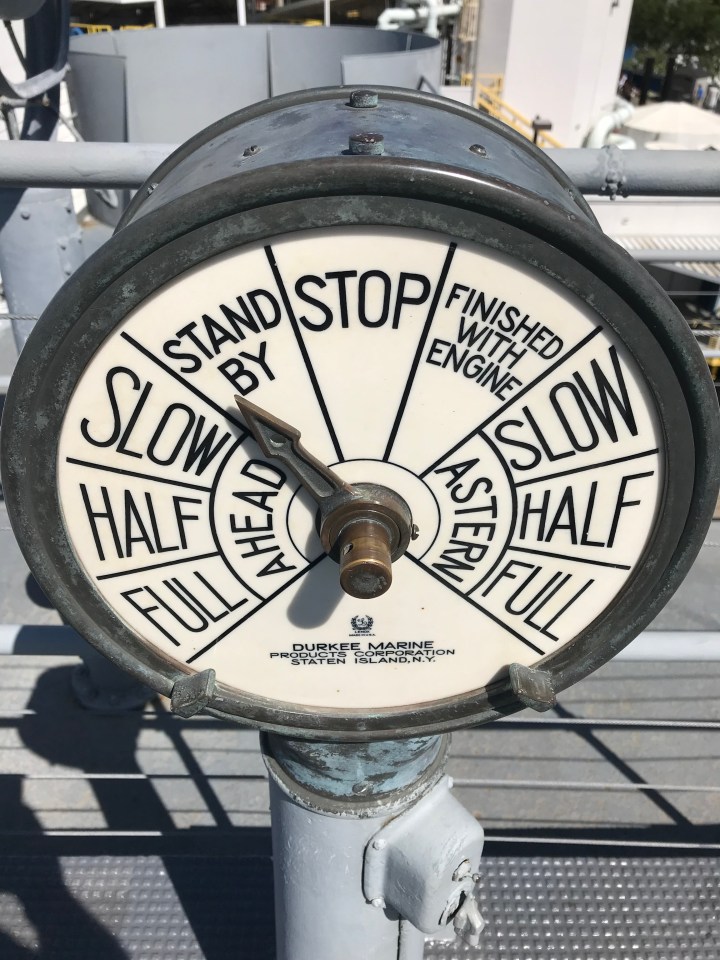 STOP
STAND
BY
FINISHED
WITH
ENGINE
SLOW
SLOW
HALF
HALF
FULL
FULL
AHEAD
ASTERN
DURKEE MARINE
PRODUCTS CORPORATION
STATEN ISLAND, N.Y.